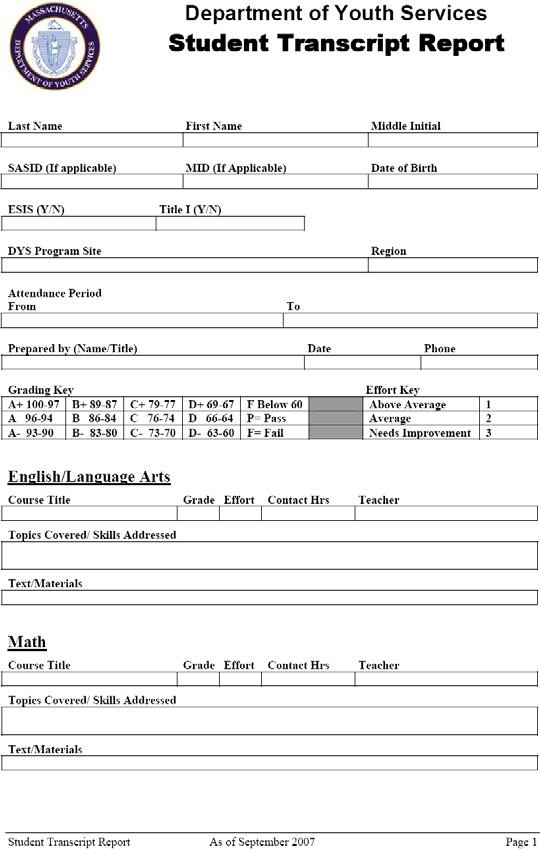 MASSACHUSETTS
DEPARTMENT OF YOUTH SERVICES
Department of Youth Services
Student Transcript Report
Last Name First Name Middle Initial
SASID (If applicable) MID (If Applicable) Date of Birth
ESIS (Y/N) Title I (Y/N)
DYS Program Site Region
Attendance Period
From To
Prepared by (Name/Title) Date Phone
Grading Key Effort Key
A+ 100-97 B+ 89-87 C+ 79-77 D+ 69-67 F Below 60 Above Average 1
A 96-94 B 86-84 C 76-74 D 66-64 P= Pass Average 2
A- 93-90 B- 83-80 C- 73-70 D- 63-60 F= Fail Needs Improvement 3
English/Language Arts
Course Title Grade Effort Contact Hrs Teacher
Topics Covered/ Skills Addressed
Text/Materials
Math
Course Title Grade Effort Contact Hrs Teacher
Topics Covered/ Skills Addressed
Text/Materials
Student Transcript Report As of September 2007 Page 1